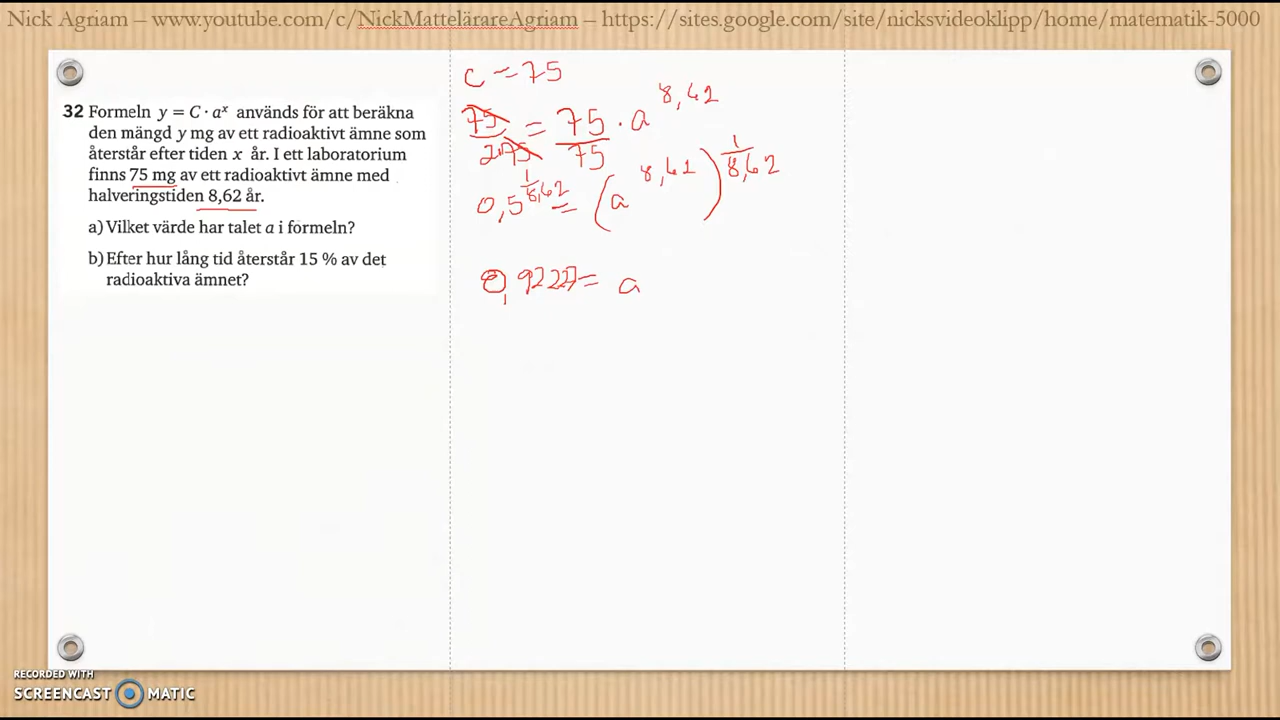 Nick Agriam – www.youtube.com/c/NickMattelärareAgriam – https://sites.google.com/site/nicksvideoklipp/home/matematik-5000
32 Formeln y = C · aˣ används för att beräkna
den mängd y mg av ett radioaktivt ämne som
återstår efter tiden x år. I ett laboratorium
finns 75 mg av ett radioaktivt ämne med
halveringstiden 8,62 år.
a) Vilket värde har talet a i formeln?
b) Efter hur lång tid återstår 15 % av det
radioaktiva ämnet?
C = 75
75/2·75 = 75 · a^8,62/75
0,5^1/8,62 = (a^8,62)^1/8,62
0,9227 = a
RECORDED WITH
SCREENCAST MATIC